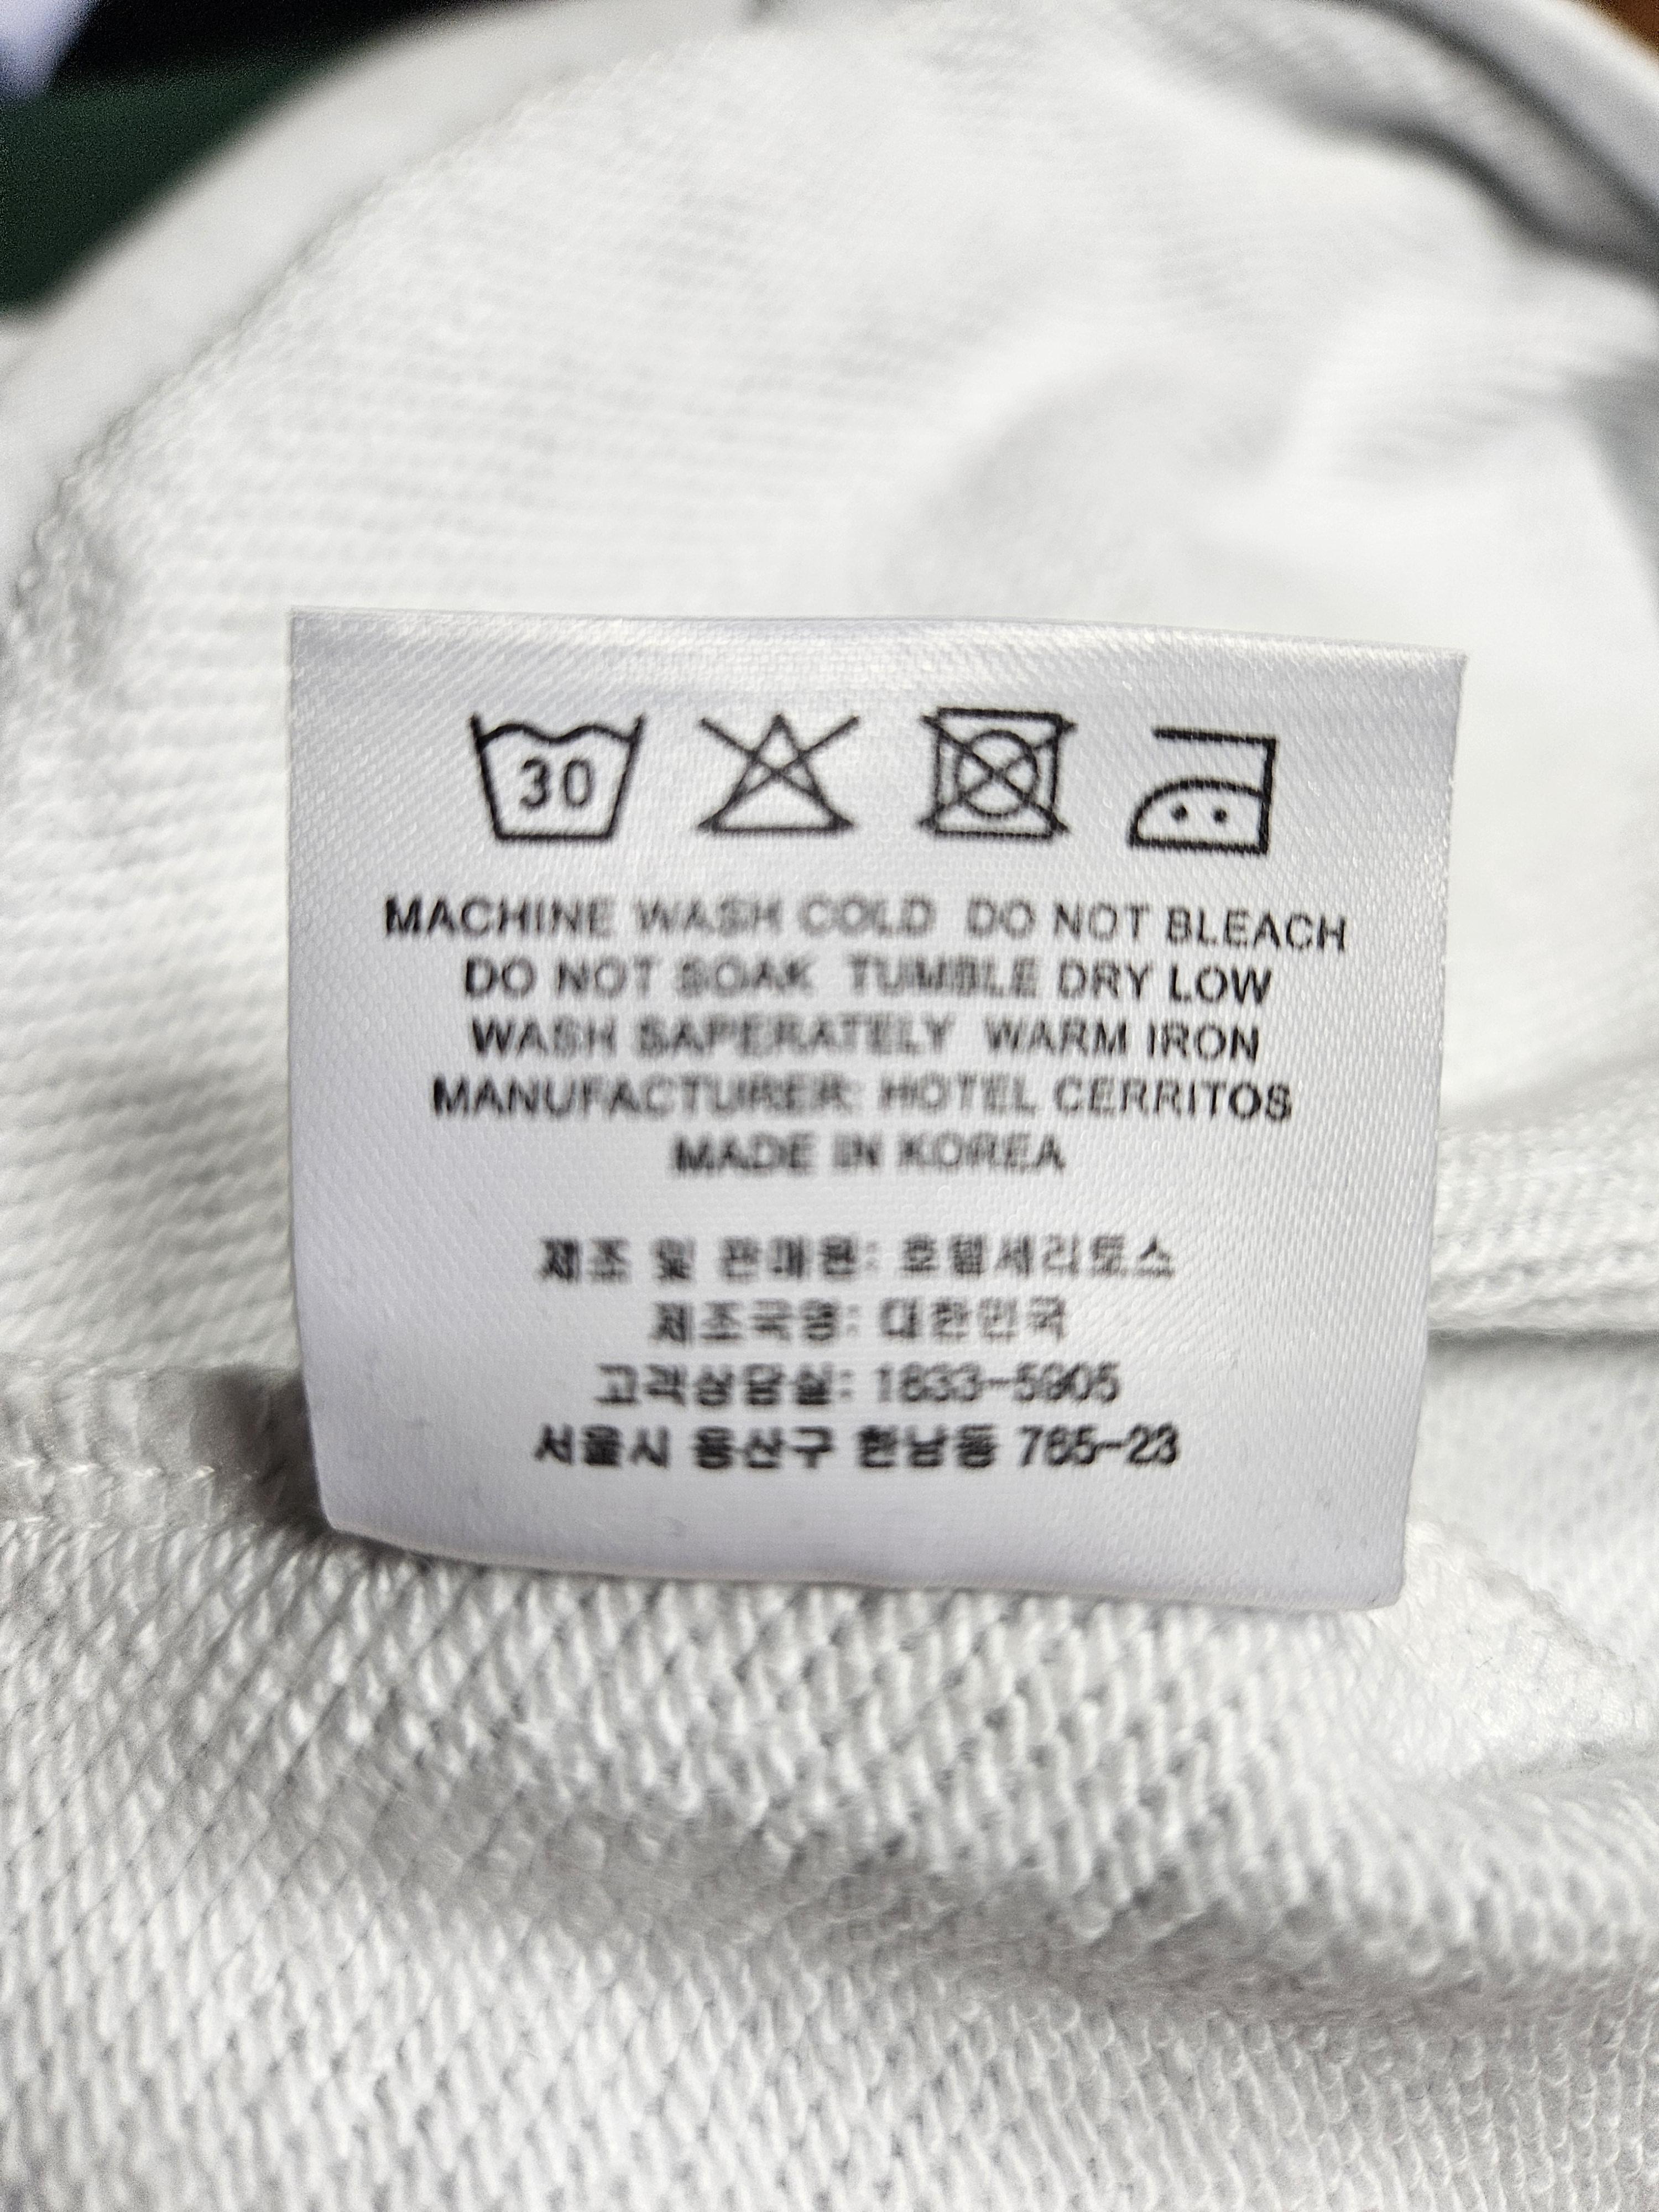 30
MACHINE WASH COLD DO NOT BLEACH
DO NOT SOAK TUMBLE DRY LOW
WASH SAPERATELY WARM IRON
MANUFACTURER: HOTEL CERRITOS
MADE IN KOREA
제조 및 판매원: 호텔세리토스
제조국명: 대한민국
고객상담실: 1833-5905
서울시 용산구 한남동 765-23